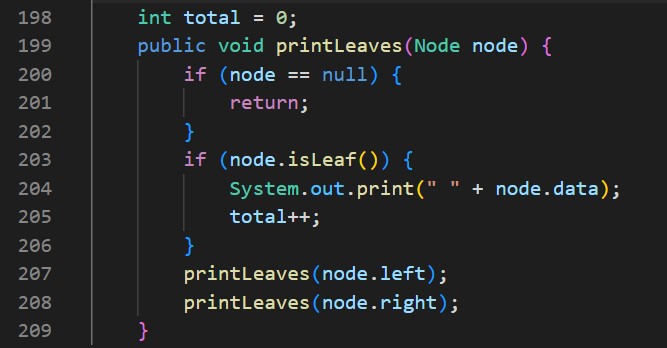 198 int total = 0;
199 public void printLeaves(Node node) {
200 if (node == null) {
201 return;
202 }
203 if (node.isLeaf()) {
204 System.out.print(" " + node.data);
205 total++;
206 }
207 printLeaves(node.left);
208 printLeaves(node.right);
209 }